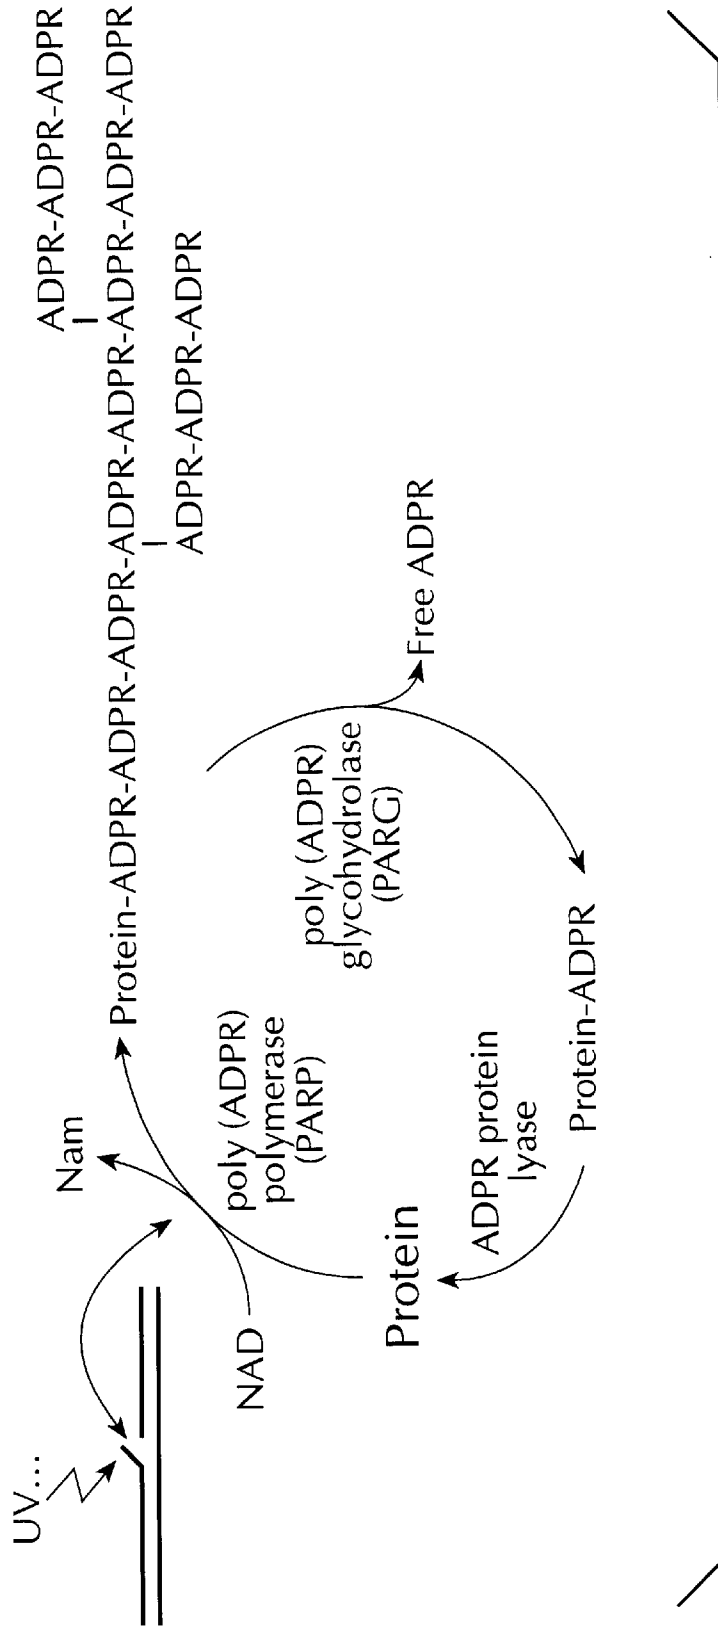 ADPR-ADPR-ADPR
Protein-ADPR-ADPR-ADPR-ADPR-ADPR-ADPR-ADPR-ADPR-ADPR
ADPR-ADPR-ADPR-ADPR
UV...
Nam
NAD
poly (ADPR)
polymerase
(PARP)
poly (ADPR)
glycohydrolase
(PARG)
Free ADPR
Protein
ADPR protein
lyase
Protein-ADPR